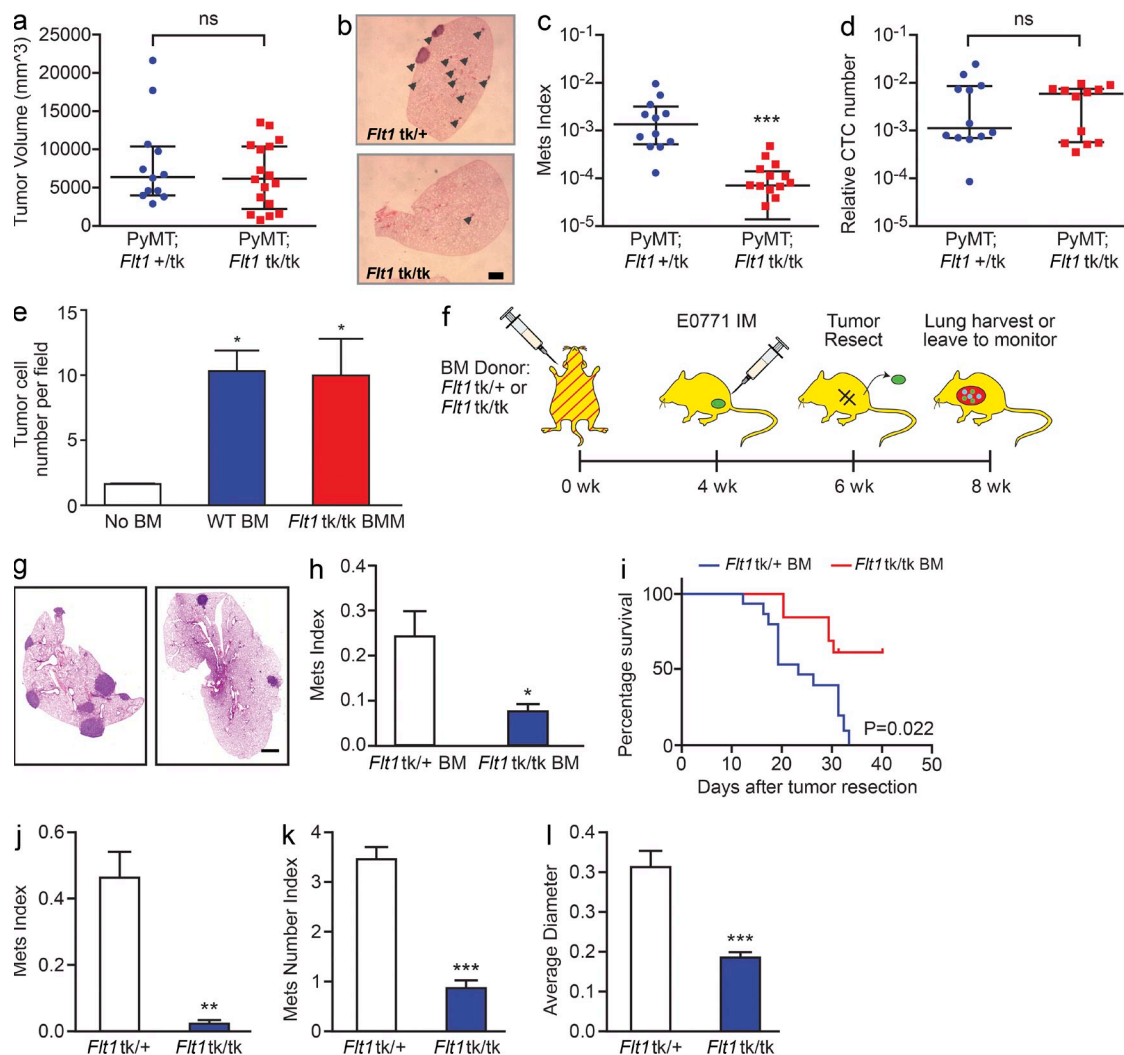 a
ns
Tumor Volume (mm^3)
25000
20000
15000
10000
5000
0
PyMT;
Flt1 +/tk
PyMT;
Flt1 tk/tk
b
Flt1 tk/+
Flt1 tk/tk
c
Mets Index
10-1
10-2
10-3
10-4
10-5
***
PyMT;
Flt1 +/tk
PyMT;
Flt1 tk/tk
d
ns
Relative CTC number
10-1
10-2
10-3
10-4
10-5
PyMT;
Flt1 +/tk
PyMT;
Flt1 tk/tk
e
Tumor cell
number per field
15
10
5
0
*
*
No BM
WT BM
Flt1 tk/tk BMM
f
BM Donor:
Flt1 tk/+ or
Flt1 tk/tk
E0771 IM
Tumor
Resect
Lung harvest or
leave to monitor
0 wk
4 wk
6 wk
8 wk
g
h
Mets Index
0.4
0.3
0.2
0.1
0.0
*
Flt1 tk/+ BM
Flt1 tk/tk BM
i
Flt1 tk/+ BM
Flt1 tk/tk BM
Percentage survival
100
50
0
P=0.022
0
10
20
30
40
50
Days after tumor resection
j
Mets Index
0.6
0.4
0.2
0.0
**
Flt1 tk/+
Flt1 tk/tk
k
Mets Number Index
4
3
2
1
0
***
Flt1 tk/+
Flt1 tk/tk
l
Average Diameter
0.4
0.3
0.2
0.1
0.0
***
Flt1 tk/+
Flt1 tk/tk